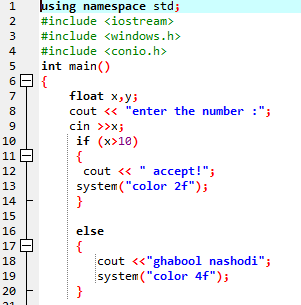 1 using namespace std;
2 #include <iostream>
3 #include <windows.h>
4 #include <conio.h>
5 int main()
6 {
7 float x,y;
8 cout << "enter the number :";
9 cin >>x;
10 if (x>10)
11 {
12 cout << " accept!";
13 system("color 2f");
14 }
15
16 else
17 {
18 cout <<"ghabool nashodi";
19 system("color 4f");
20 }